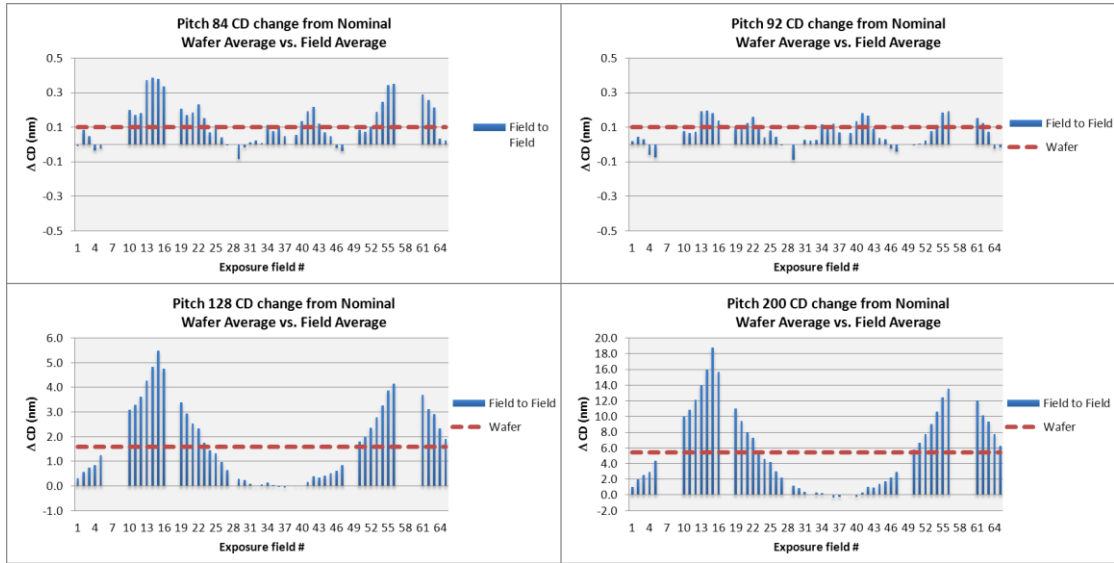 Pitch 84 CD change from Nominal
Wafer Average vs. Field Average
Δ CD (nm)
0.5
0.3
0.1
-0.1
-0.3
-0.5
1 4 7 10 13 16 19 22 25 28 31 34 37 40 43 46 49 52 55 58 61 64
Exposure field #
Field to
Field
Wafer
Pitch 92 CD change from Nominal
Wafer Average vs. Field Average
Δ CD (nm)
0.5
0.3
0.1
-0.1
-0.3
-0.5
1 4 7 10 13 16 19 22 25 28 31 34 37 40 43 46 49 52 55 58 61 64
Exposure field #
Field to Field
Wafer
Pitch 128 CD change from Nominal
Wafer Average vs. Field Average
Δ CD (nm)
6.0
5.0
4.0
3.0
2.0
1.0
0.0
-1.0
1 4 7 10 13 16 19 22 25 28 31 34 37 40 43 46 49 52 55 58 61 64
Exposure field #
Field to Field
Wafer
Pitch 200 CD change from Nominal
Wafer Average vs. Field Average
Δ CD (nm)
20.0
18.0
16.0
14.0
12.0
10.0
8.0
6.0
4.0
2.0
0.0
-2.0
1 4 7 10 13 16 19 22 25 28 31 34 37 40 43 46 49 52 55 58 61 64
Exposure field #
Field to Field
Wafer